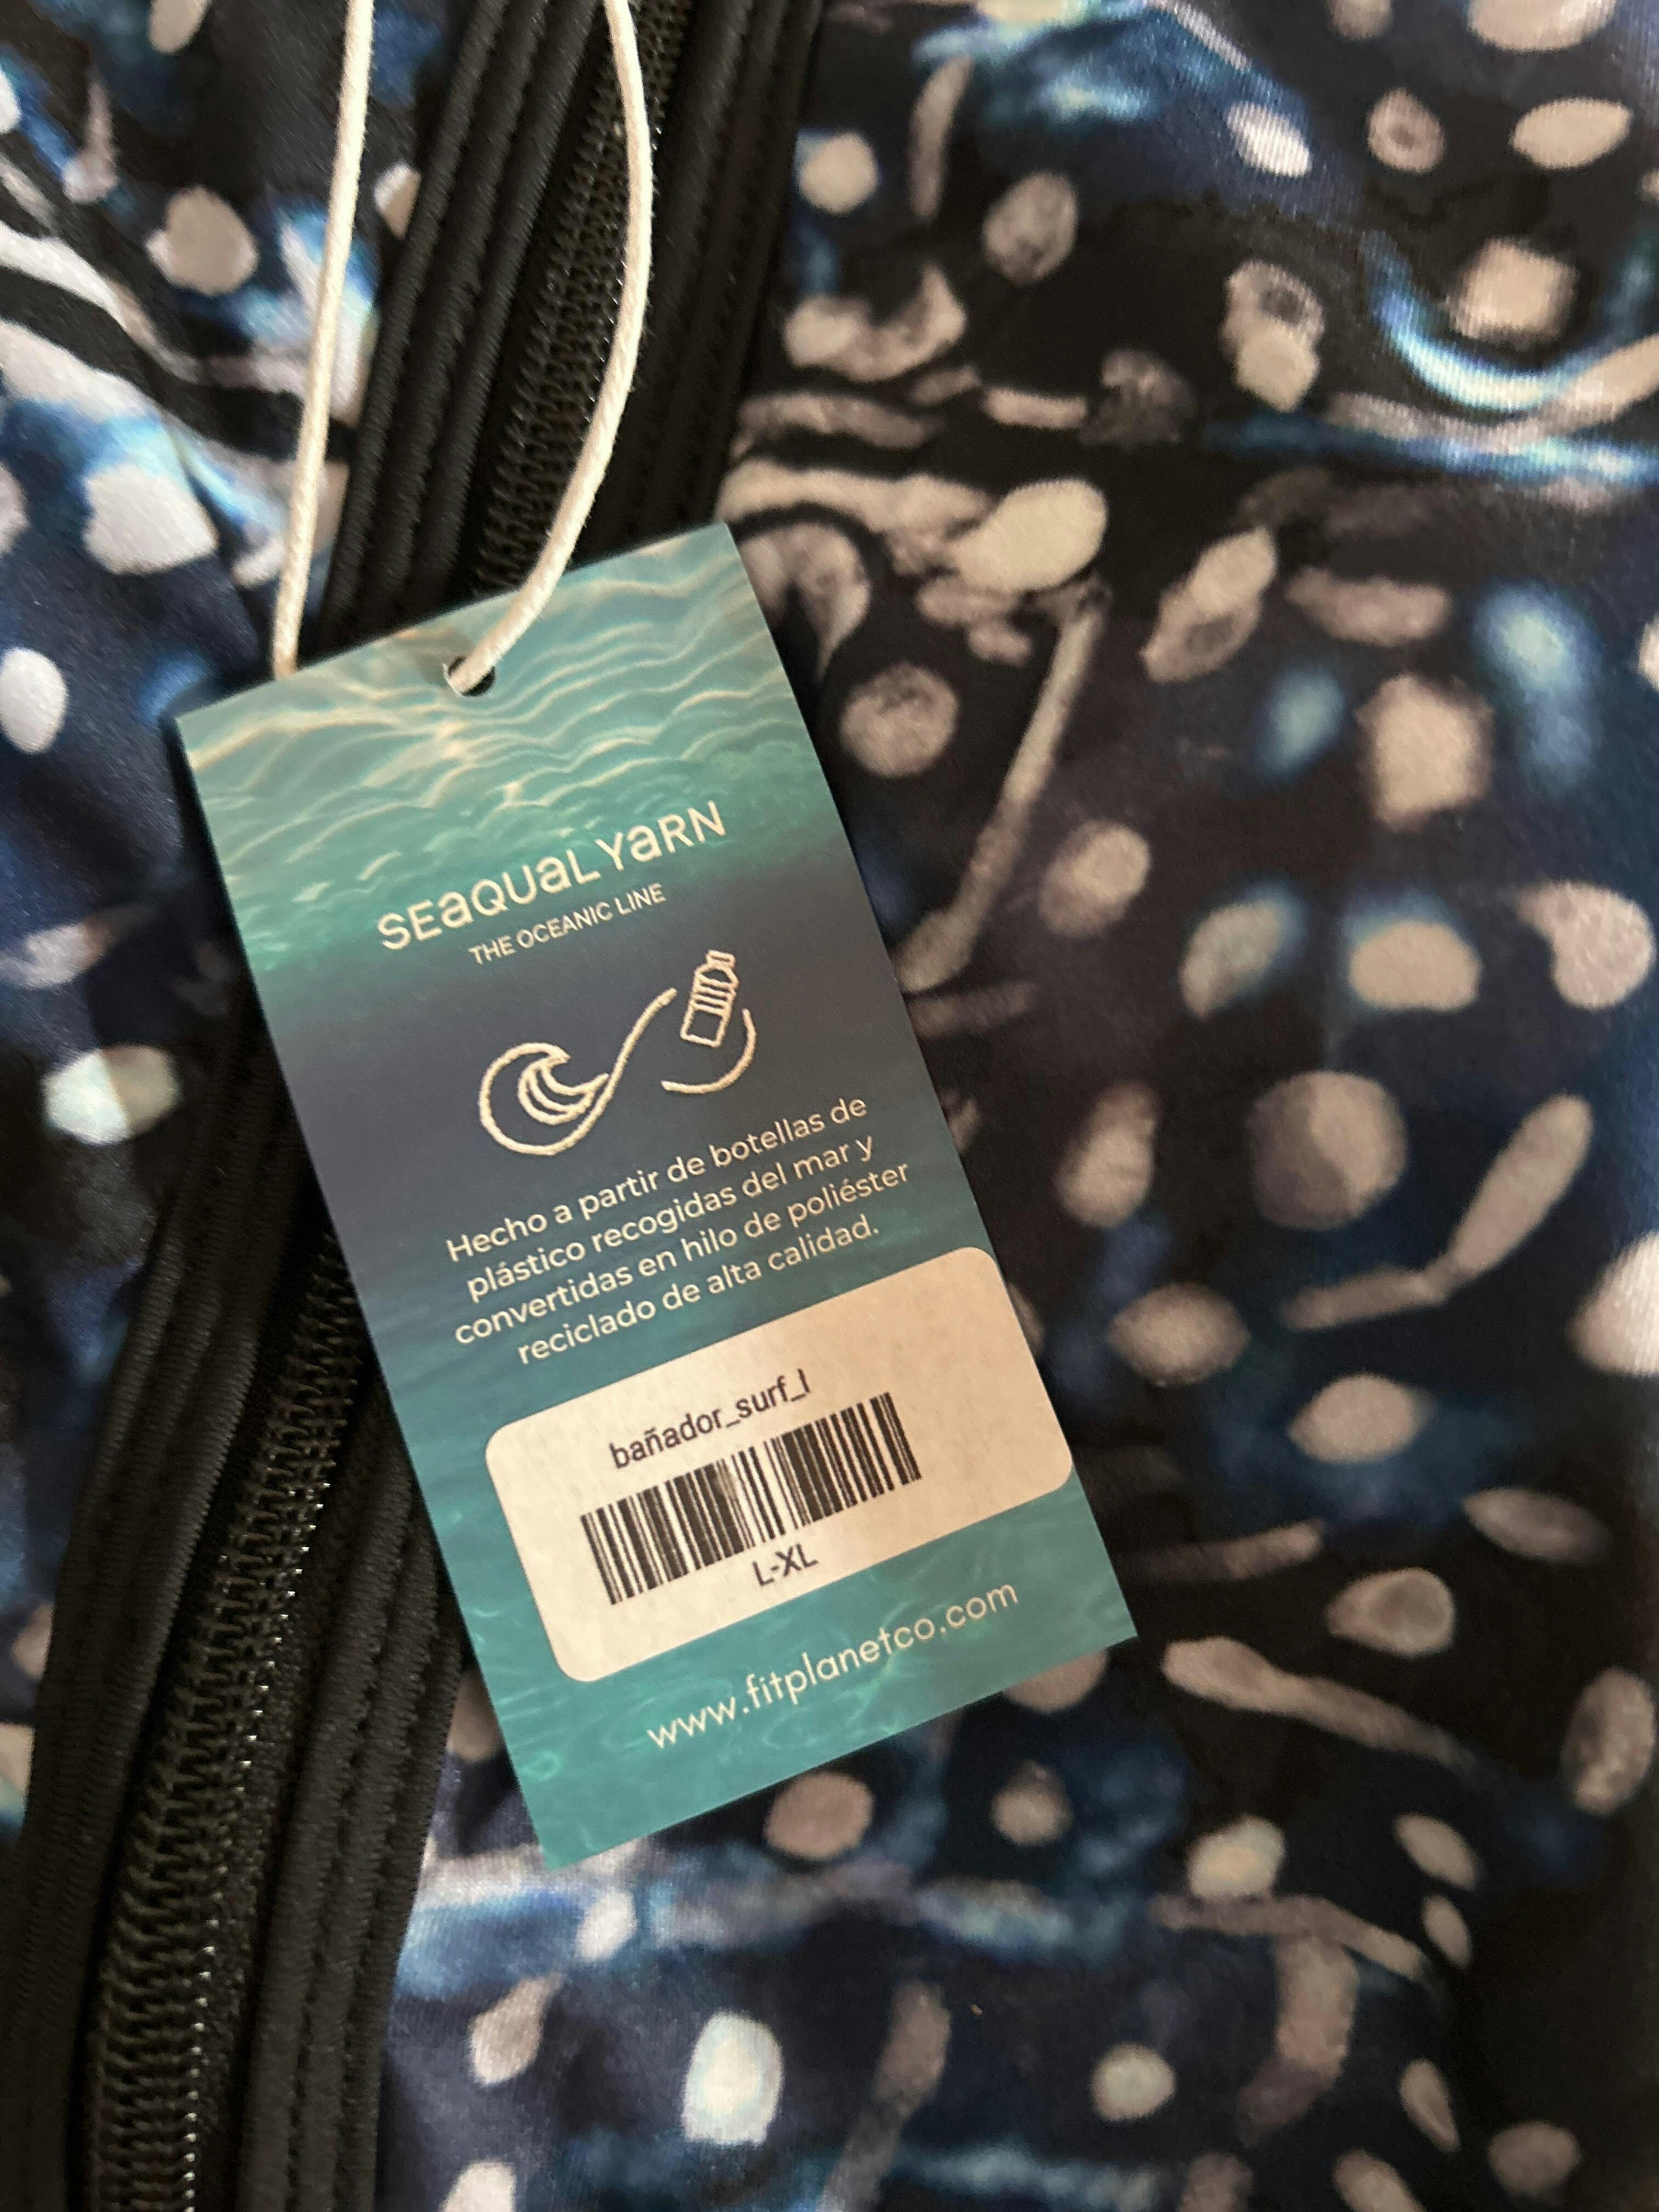 SEaQUaL YaRN
THE OCEANIC LINE
Hecho a partir de botellas de
plástico recogidas del mar y
convertidas en hilo de poliéster
reciclado de alta calidad.
bañador_surf_l
L-XL
www.fitplanetco.com